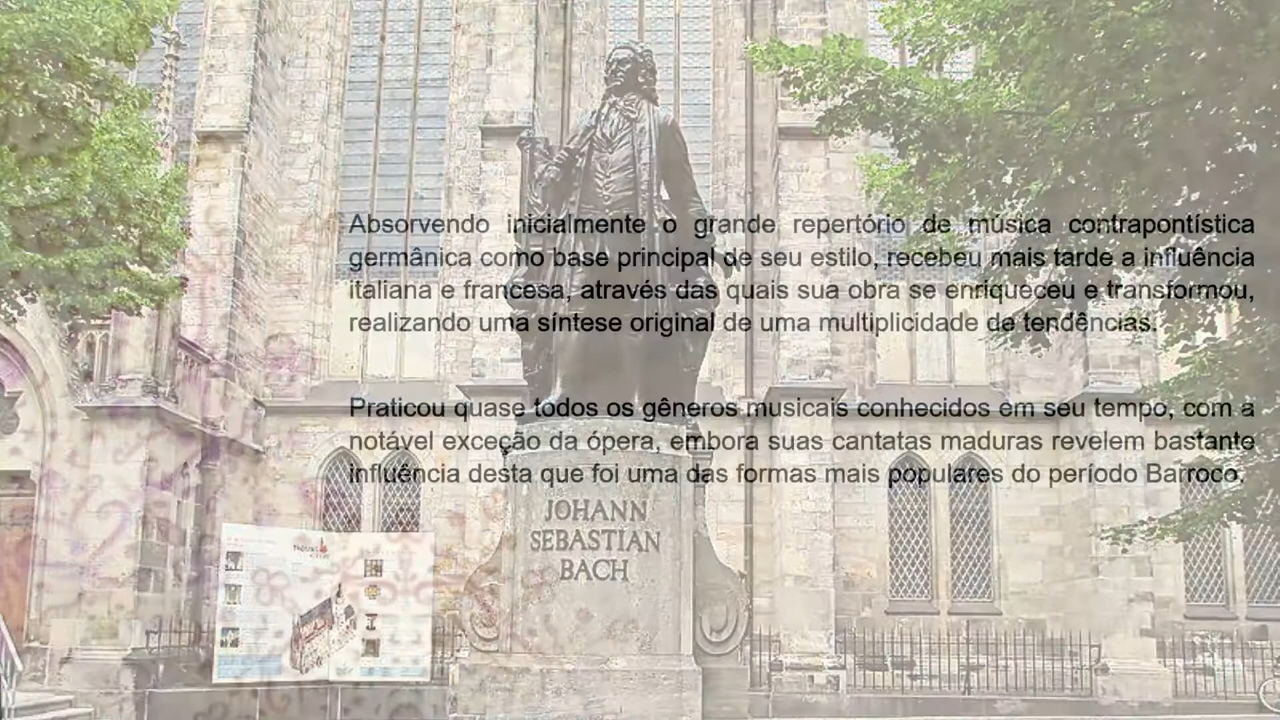 Absorvendo inicialmente o grande repertório de música contrapontística
germânica como base principal de seu estilo, recebeu mais tarde a influência
italiana e francesa, através das quais sua obra se enriqueceu e transformou,
realizando uma síntese original de uma multiplicidade de tendências.
Praticou quase todos os gêneros musicais conhecidos em seu tempo, com a
notável exceção da ópera, embora suas cantatas maduras revelem bastante
influência desta que foi uma das formas mais populares do período Barroco.
JOHANN
SEBASTIAN
BACH